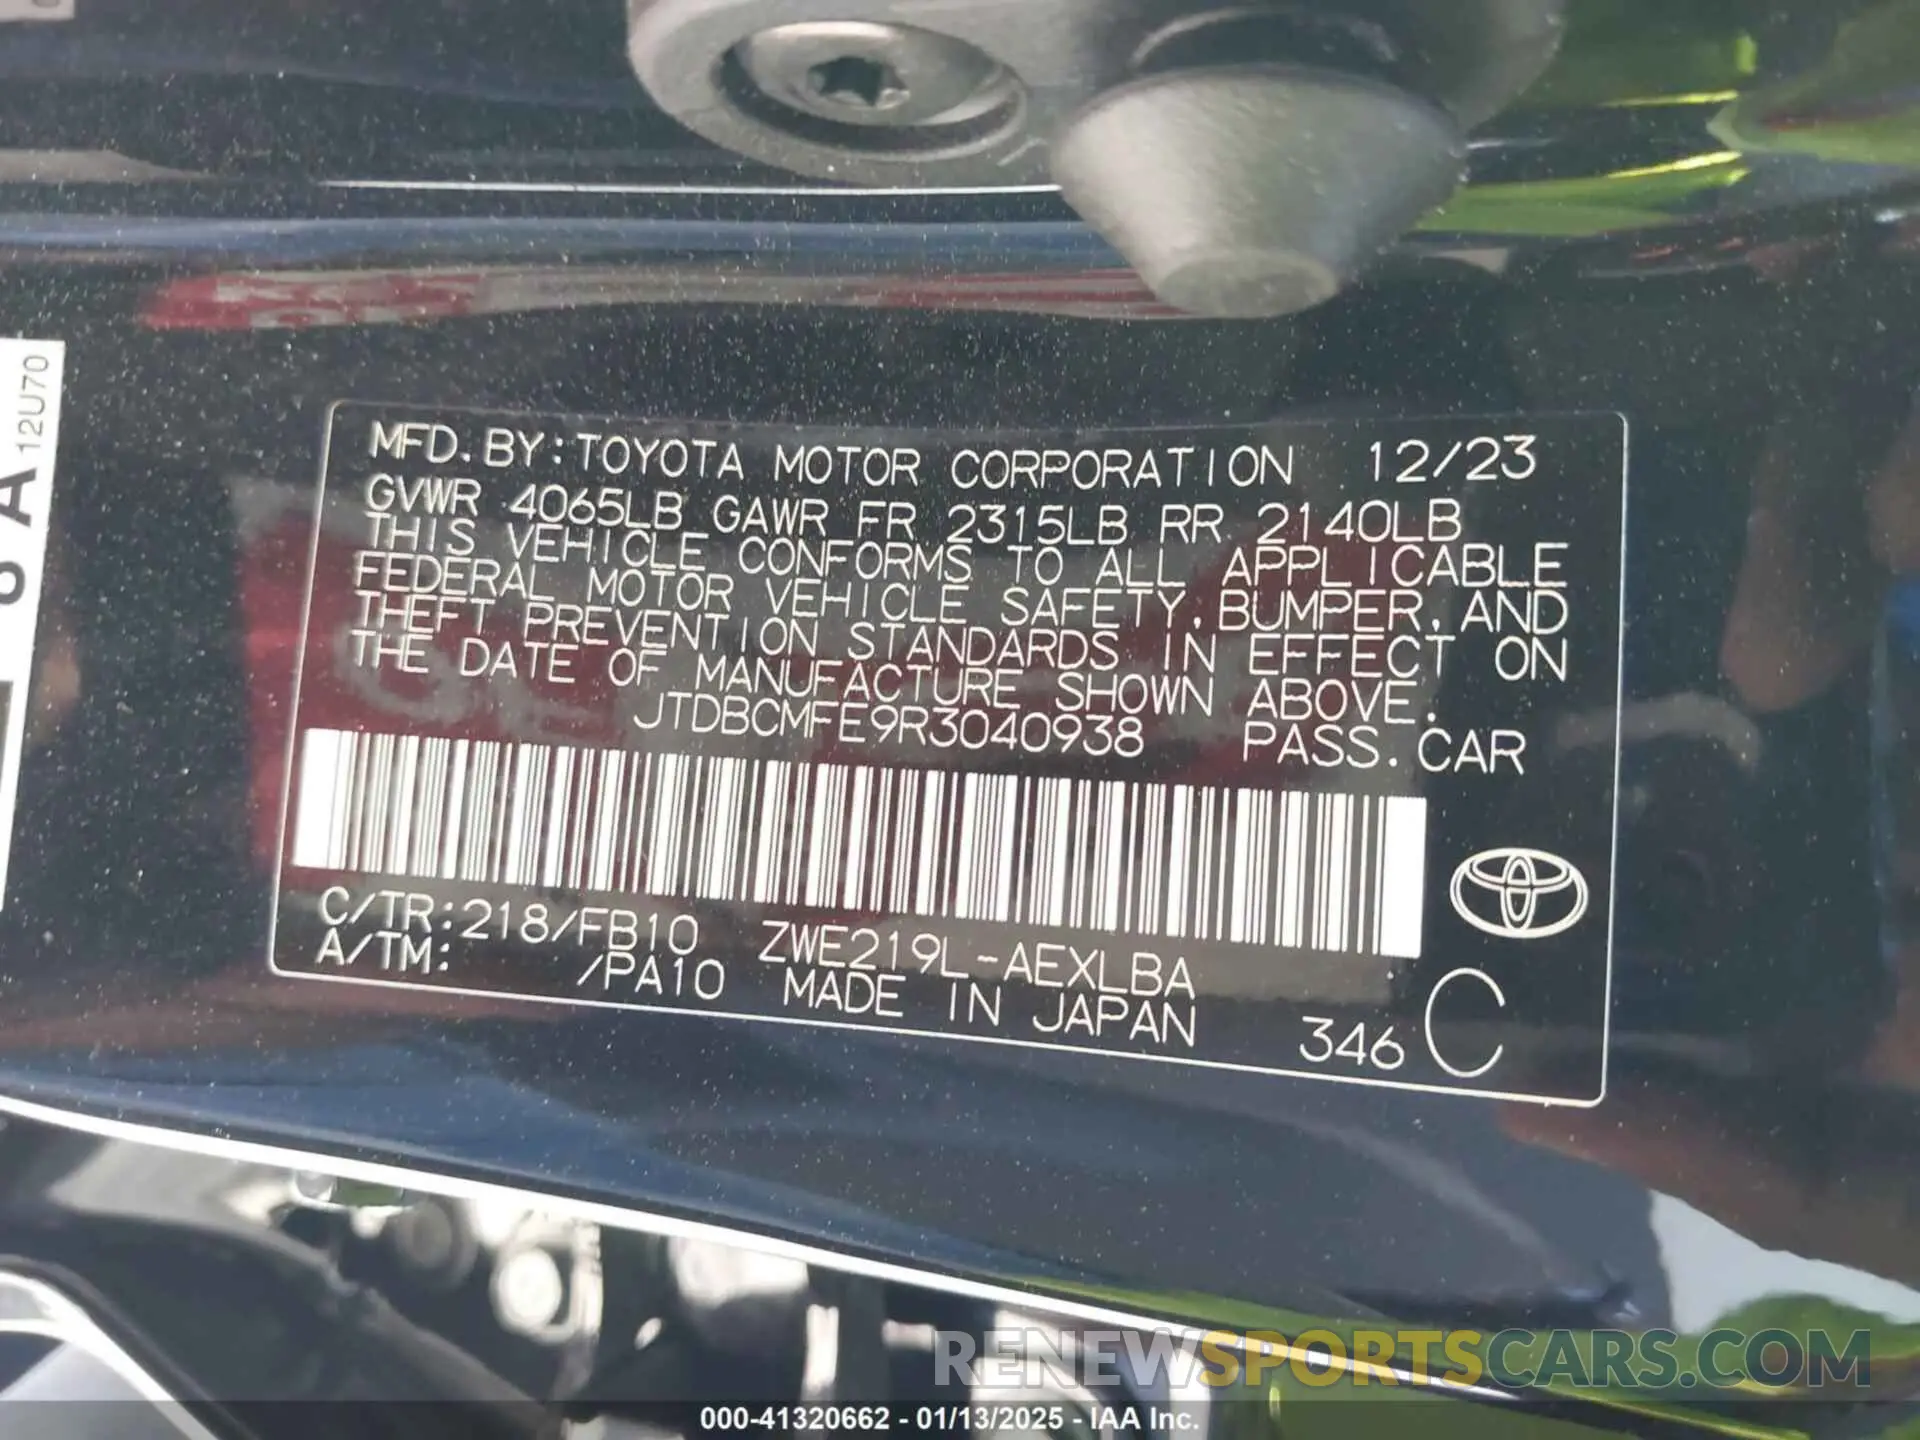 12U70
8 A
MFD. BY: TOYOTA MOTOR CORPORATION 12/23
GVWR 4065LB GAWR FR 2315LB RR 2140LB
THIS VEHICLE CONFORMS TO ALL APPLICABLE
FEDERAL MOTOR VEHICLE SAFETY, BUMPER, AND
THEFT PREVENTION STANDARDS IN EFFECT ON
THE DATE OF MANUFACTURE SHOWN ABOVE.
JTDBCMFE9R3040938 PASS. CAR
C/TR: 218/FB10 ZWE219L-AEXLBA
A/TM: /PA10 MADE IN JAPAN
346 C
RENEWSPORTSCARS.COM
000-41320662 - 01/13/2025 - IAA Inc.